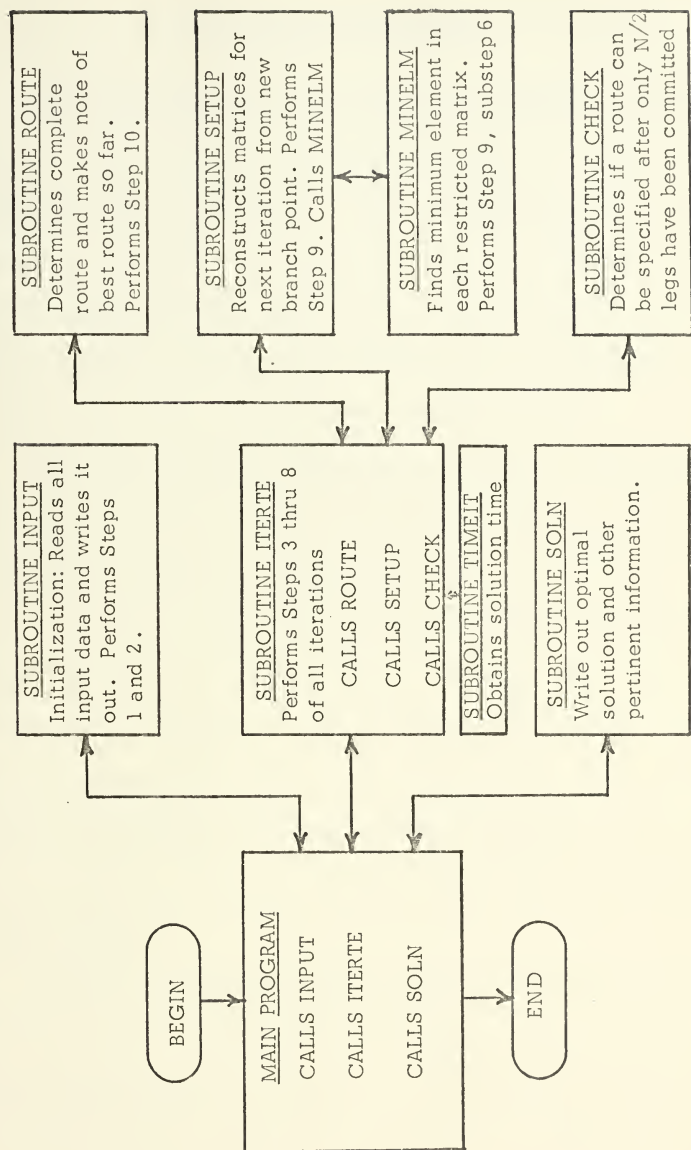 BEGIN
MAIN PROGRAM
CALLS INPUT
CALLS ITERTE
CALLS SOLN
END
SUBROUTINE INPUT
Initialization: Reads all
input data and writes it
out. Performs Steps
1 and 2.
SUBROUTINE ITERTE
Performs Steps 3 thru 8
of all iterations
CALLS ROUTE
CALLS SETUP
CALLS CHECK
SUBROUTINE TIMEIT
Obtains solution time
SUBROUTINE SOLN
Write out optimal
solution and other
pertinent information.
SUBROUTINE ROUTE
Determines complete
route and makes note of
best route so far.
Performs Step 10.
SUBROUTINE SETUP
Reconstructs matrices for
next iteration from new
branch point. Performs
Step 9. Calls MINELM
SUBROUTINE MINELM
Finds minimum element in
each restricted matrix.
Performs Step 9, substep 6
SUBROUTINE CHECK
Determines if a route can
be specified after only N/2
legs have been committed